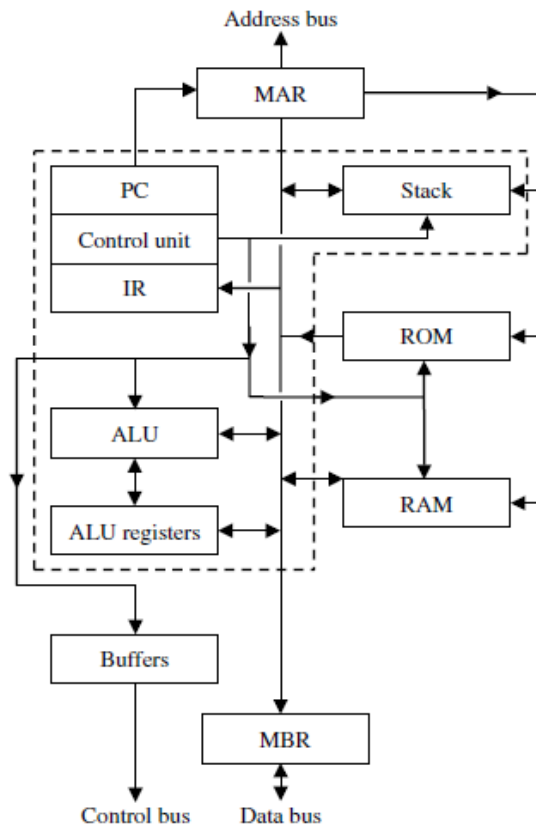 Address bus
MAR
PC
Stack
Control unit
IR
ROM
ALU
RAM
ALU registers
Buffers
MBR
Control bus
Data bus